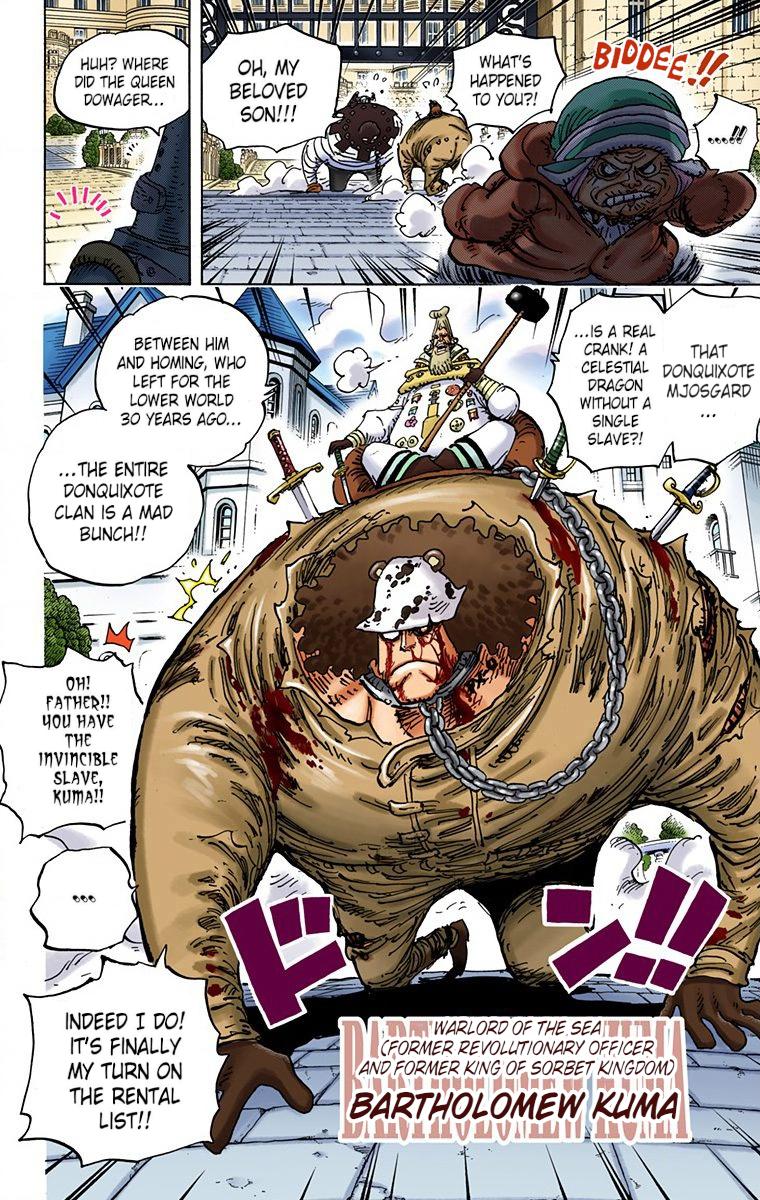 ....!!
BIDDEE..!!
WHAT'S
HAPPENED
TO YOU?!
OH, MY
BELOVED
SON!!!
HUH? WHERE
DID THE QUEEN
DOWAGER...
THAT
DONQUIXOTE
MJOSGARD
...
...IS A REAL
CRANK! A
CELESTIAL
DRAGON
WITHOUT A
SINGLE
SLAVE?!
BETWEEN HIM
AND HOMING, WHO
LEFT FOR THE
LOWER WORLD
30 YEARS AGO...
...THE ENTIRE
DONQUIXOTE
CLAN IS A MAD
BUNCH!!
PX-0
OH!
FATHER!!
YOU HAVE
THE
INVINCIBLE
SLAVE,
KUMA!!
...
INDEED I DO!
IT'S FINALLY
MY TURN ON
THE RENTAL
LIST!!
ドン!!
WARLORD OF THE SEA
(FORMER REVOLUTIONARY OFFICER
AND FORMER KING OF SORBET KINGDOM)
BARTHOLOMEW KUMA